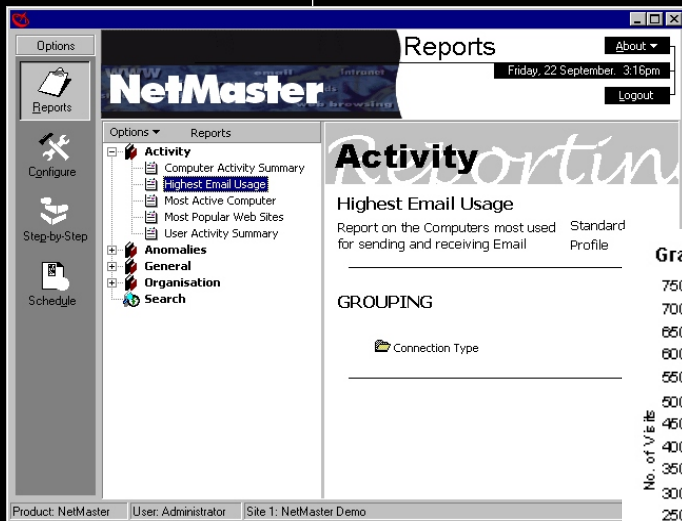 Options
Reports
Configure
Step-by-Step
Schedule
Reports
About
Friday, 22 September. 3:16pm
Logout
WWW
email
Intranet
NetMaster
web browsing
Options
Reports
Activity
Computer Activity Summary
Highest Email Usage
Most Active Computer
Most Popular Web Sites
User Activity Summary
Anomalies
General
Organisation
Search
Reportin
Activity
Highest Email Usage
Report on the Computers most used
for sending and receiving Email
Standard
Profile
GROUPING
Connection Type
Gra
750
700
650
600
550
500
450
400
350
300
250
No. of Visits
Product: NetMaster
User: Administrator
Site 1: NetMaster Demo